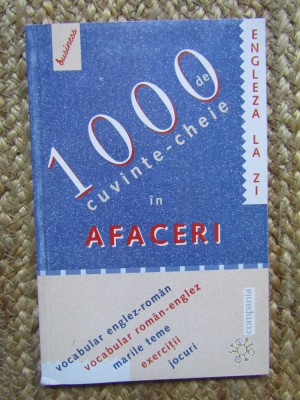 business
ENGLEZA LA ZI
1000 de
cuvinte-cheie
în
AFACERI
vocabular englez-român
vocabular român-englez
marile teme
exerciții
jocuri
compania